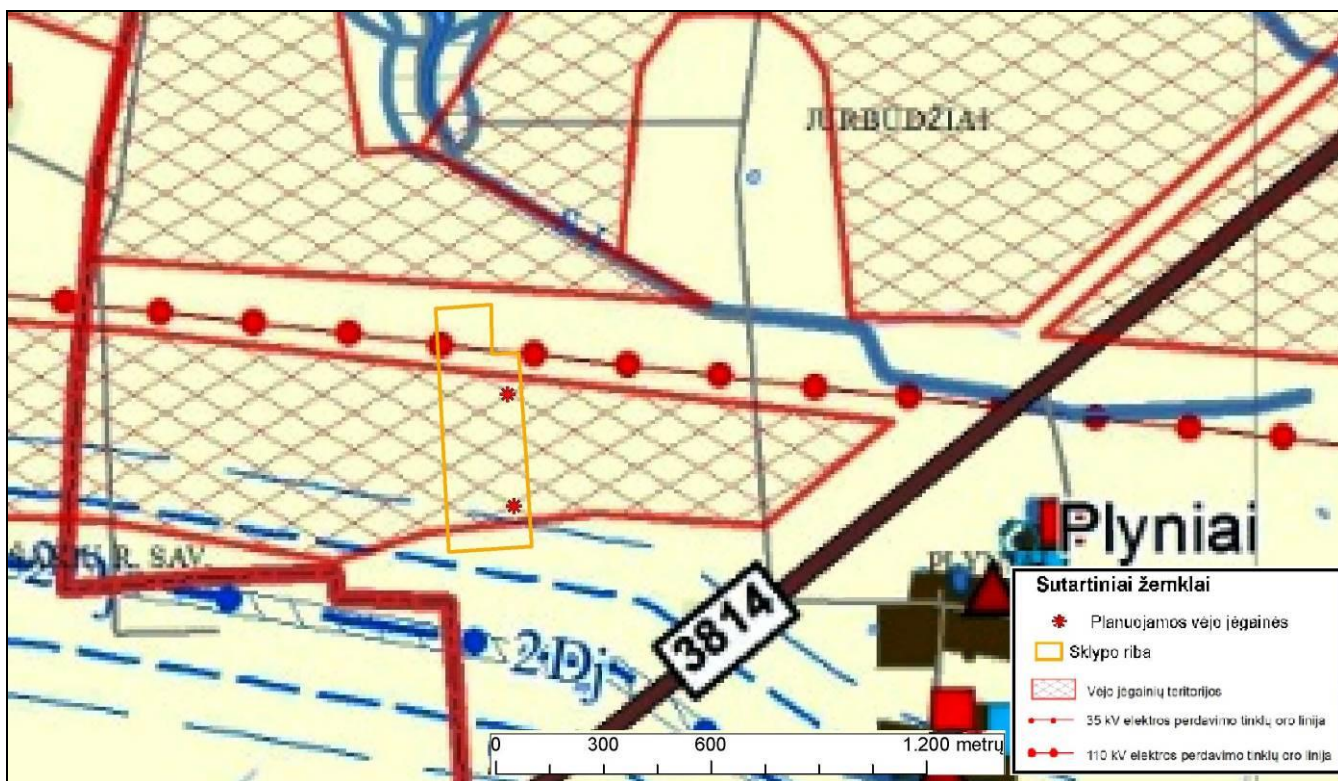 JURBŪDŽIAI
R. SAV.
Plyniai
2 Dj
3814
Sutartiniai žemklai
Planuojamos vėjo jėgainės
Sklypo riba
Vėjo jėgainių teritorijos
35 kV elektros perdavimo tinklų oro linija
110 kV elektros perdavimo tinklų oro linija
0 300 600 1.200 metrų